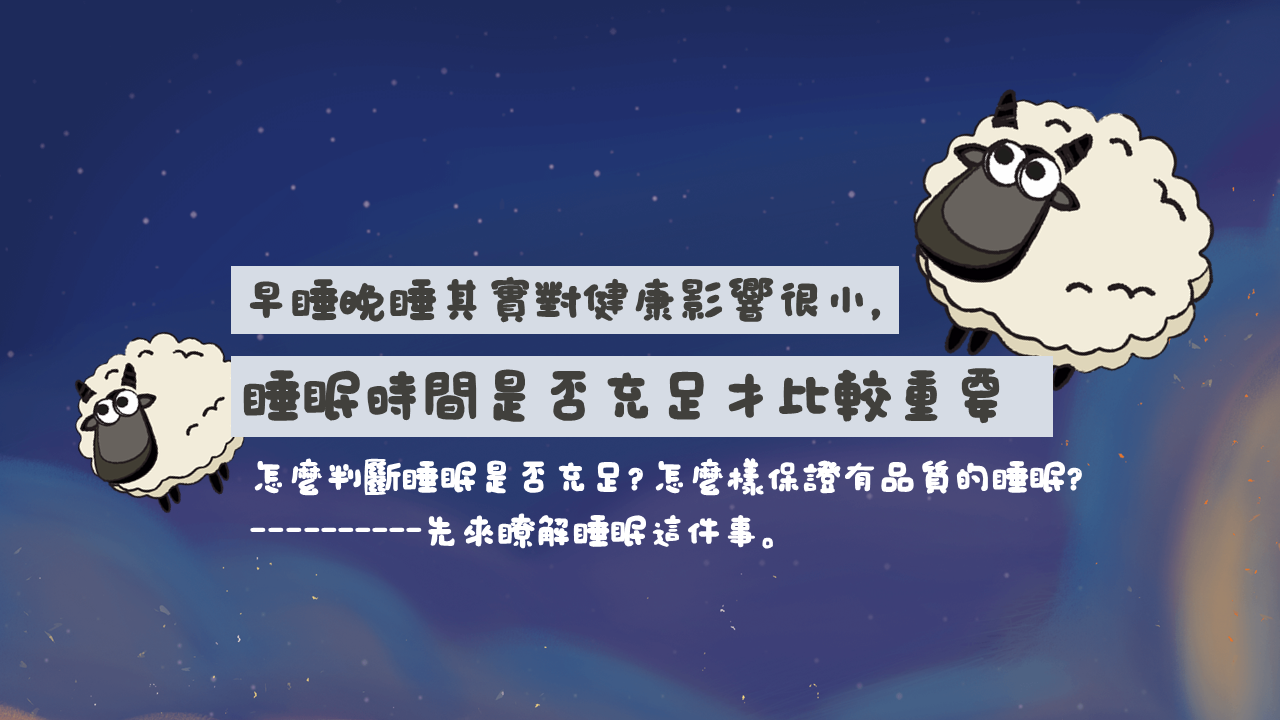 早睡晚睡其實對健康影響很小,
睡眠時間是否充足才比較重要
怎麼判斷睡眠是否充足?怎麼樣保證有品質的睡眠?
----------先來瞭解睡眠這件事。